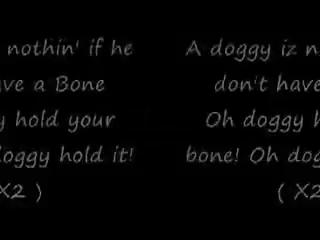 nothin' if he
ve a Bone
hold your
doggy hold it!
X2 )
A doggy iz
don't have
Oh doggy
bone! Oh dog
( X2